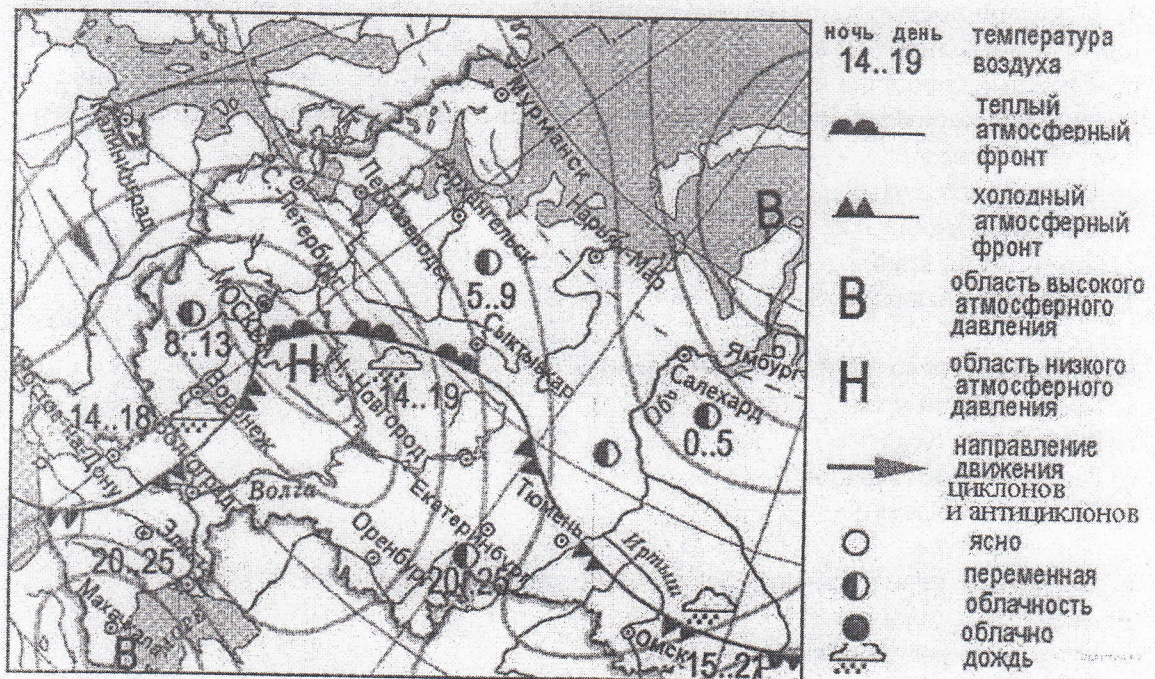 Калининград
Мурманск
С.-Петербург
Петрозаводск
Архангельск
Нарьян-Мар
В
5..9
МОСКВА
8..13
Н
Сыктывкар
Ямбург
Салехард
Обь
0..5
14..19
Н. Новгород
Воронеж
14..18
Ростов-на-Дону
Волгоград
Волга
Екатеринбург
Тюмень
Оренбург
20..25
Иртыш
20..25
Махачкала
МОРЕ
В
Омск
15..21
ночь день
14..19
температура
воздуха
теплый
атмосферный
фронт
холодный
атмосферный
фронт
В
область высокого
атмосферного
давления
Н
область низкого
атмосферного
давления
направление
движения
циклонов
и антициклонов
ясно
переменная
облачность
облачно
дождь